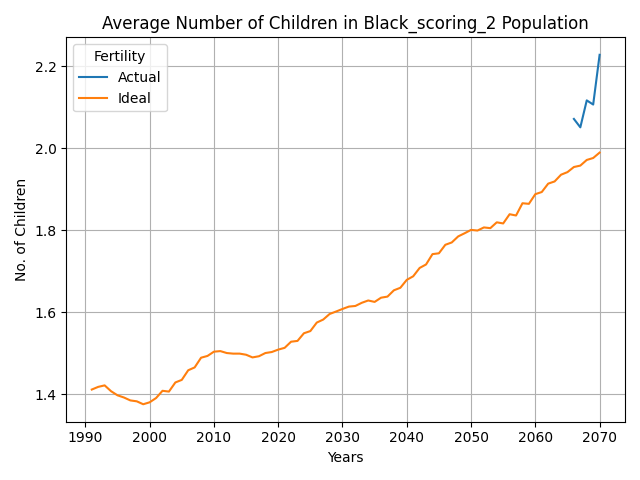 Average Number of Children in Black_scoring_2 Population
Fertility
Actual
Ideal
No. of Children
2.2
2.0
1.8
1.6
1.4
1990 2000 2010 2020 2030 2040 2050 2060 2070
Years